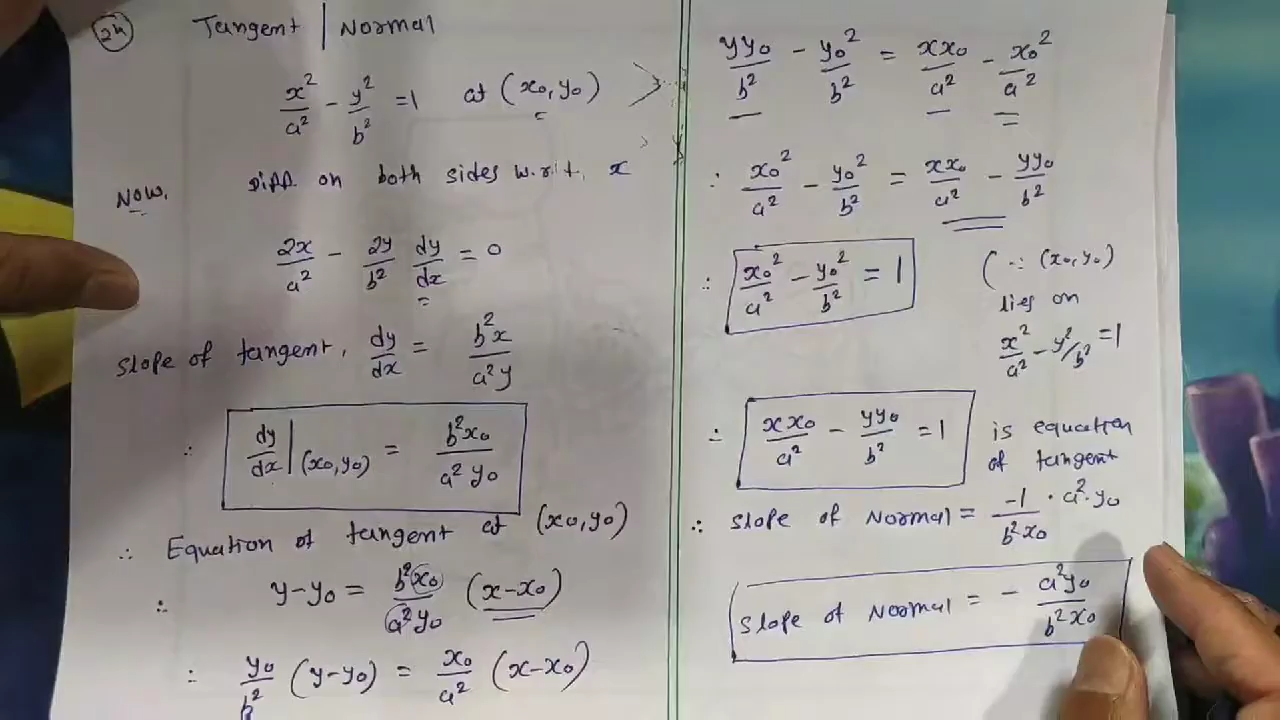 24
Tangent | Normal
x²/a² - y²/b² = 1 at (x₀, y₀)
Now, Diff. on both sides w.r.t. x
2x/a² - 2y/b² dy/dx = 0
Slope of tangent, dy/dx = b²x/a²y
∴ dy/dx |(x₀, y₀) = b²x₀/a²y₀
∴ Equation of tangent at (x₀, y₀)
∴ y - y₀ = b²x₀/a²y₀ (x - x₀)
∴ y₀/b² (y - y₀) = x₀/a² (x - x₀)
yy₀/b² - y₀²/b² = xx₀/a² - x₀²/a²
∴ x₀²/a² - y₀²/b² = xx₀/a² - yy₀/b²
∴ x₀²/a² - y₀²/b² = 1 (∵ (x₀, y₀)
lies on
x²/a² - y²/b² = 1
∴ xx₀/a² - yy₀/b² = 1 is equation
of tangent
∴ Slope of Normal = -1/b²x₀ · a²·y₀
Slope of Normal = - a²y₀/b²x₀